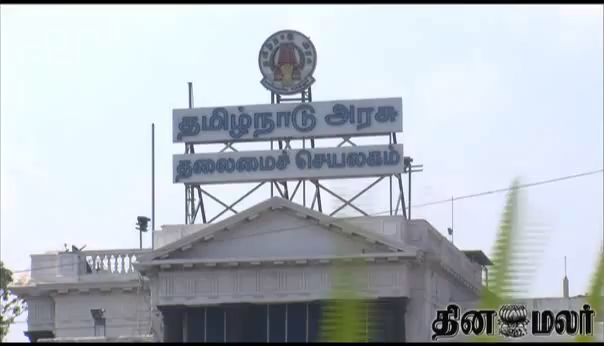 தமிழ்நாடு அரசு
தலைமைச் செயலகம்
தினமலர்